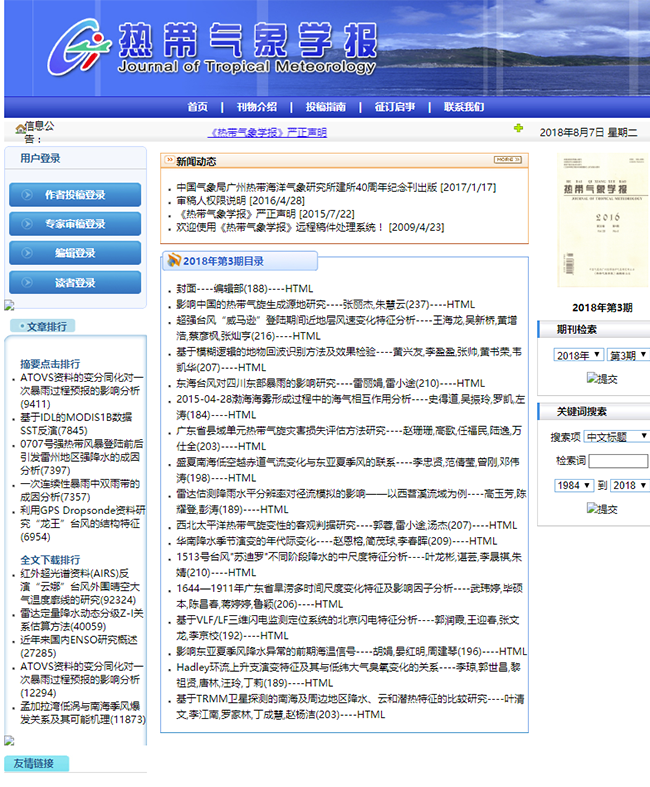 热带气象学报
Journal of Tropical Meteorology
首页 | 刊物介绍 | 投稿指南 | 征订启事 | 联系我们
信息公
告：
《热带气象学报》严正声明
2018年8月7日 星期二
用户登录
作者投稿登录
专家审稿登录
编辑登录
读者登录
文章排行
摘要点击排行
ATOVS资料的变分同化对一
次暴雨过程预报的影响分析
(9411)
基于IDL的MODIS1B数据
SST反演(7845)
0707号强热带风暴登陆前后
引发雷州地区强降水的成因
分析(7397)
一次连续性暴雨中双雨带的
成因分析(7357)
利用GPS Dropsonde资料研
究“龙王”台风的结构特征
(6954)
全文下载排行
红外超光谱资料(AIRS)反
演“云娜”台风外围晴空大
气温度廓线的研究(92324)
雷达定量降水动态分级Z-I关
系估算方法(40059)
近年来国内ENSO研究概述
(27285)
ATOVS资料的变分同化对一
次暴雨过程预报的影响分析
(12294)
孟加拉湾低涡与南海季风爆
发关系及其可能机理(11873)
友情链接
新闻动态
MORE
中国气象局广州热带海洋气象研究所建所40周年纪念刊出版 [2017/1/17]
审稿人权限说明 [2016/4/28]
《热带气象学报》严正声明 [2015/7/22]
欢迎使用《热带气象学报》远程稿件处理系统！ [2009/4/23]
2018年第3期目录
封面----编辑部(188)----HTML
影响中国的热带气旋生成源地研究----张丽杰,朱慧云(237)----HTML
超强台风“威马逊”登陆期间近地层风速变化特征分析----王海龙,吴新桥,黄增
浩,蔡彦枫,张灿亨(216)----HTML
基于模糊逻辑的地物回波识别方法及效果检验----黄兴友,李盈盈,张帅,黄书荣,韦
凯华(207)----HTML
东海台风对四川东部暴雨的影响研究----雷丽娟,雷小途(210)----HTML
2015-04-28渤海海雾形成过程中的海气相互作用分析----史得道,吴振玲,罗凯,左
涛(184)----HTML
广东省县域单元热带气旋灾害损失评估方法研究----赵珊珊,高歌,任福民,陆逸,万
仕全(203)----HTML
盛夏南海低空越赤道气流变化与东亚夏季风的联系----李忠贤,范倩莹,曾刚,邓伟
涛(198)----HTML
雷达估测降雨水平分辨率对径流模拟的影响——以西苕溪流域为例----高玉芳,陈
耀登,彭涛(189)----HTML
西北太平洋热带气旋变性的客观判据研究----郭蓉,雷小途,汤杰(207)----HTML
华南降水季节演变的年代际变化----赵恩榕,简茂球,李春晖(209)----HTML
1513号台风“苏迪罗”不同阶段降水的中尺度特征分析----叶龙彬,谌芸,李晟祺,朱
婧(210)----HTML
1644—1911年广东省旱涝多时间尺度变化特征及影响因子分析----武玮婷,毕硕
本,陈昌春,蒋婷婷,鲁颖(206)----HTML
基于VLF/LF三维闪电监测定位系统的北京闪电特征分析----郭润霞,王迎春,张文
龙,李京校(192)----HTML
影响东亚夏季风降水异常的前期海温信号----胡娟,晏红明,周建琴(196)----HTML
Hadley环流上升支演变特征及其与低纬大气臭氧变化的关系----李琼,郭世昌,黎
祖贤,唐林,汪玲,丁莉(189)----HTML
基于TRMM卫星探测的南海及周边地区降水、云和潜热特征的比较研究----叶清
文,李江南,罗家林,丁成慧,赵杨洁(203)----HTML
热带气象学报
JOURNAL OF TROPICAL METEOROLOGY
2016
2018年第3期
期刊检索
2018年 第3期
提交
关键词搜索
搜索项 中文标题
检索词
1984 到 2018
提交